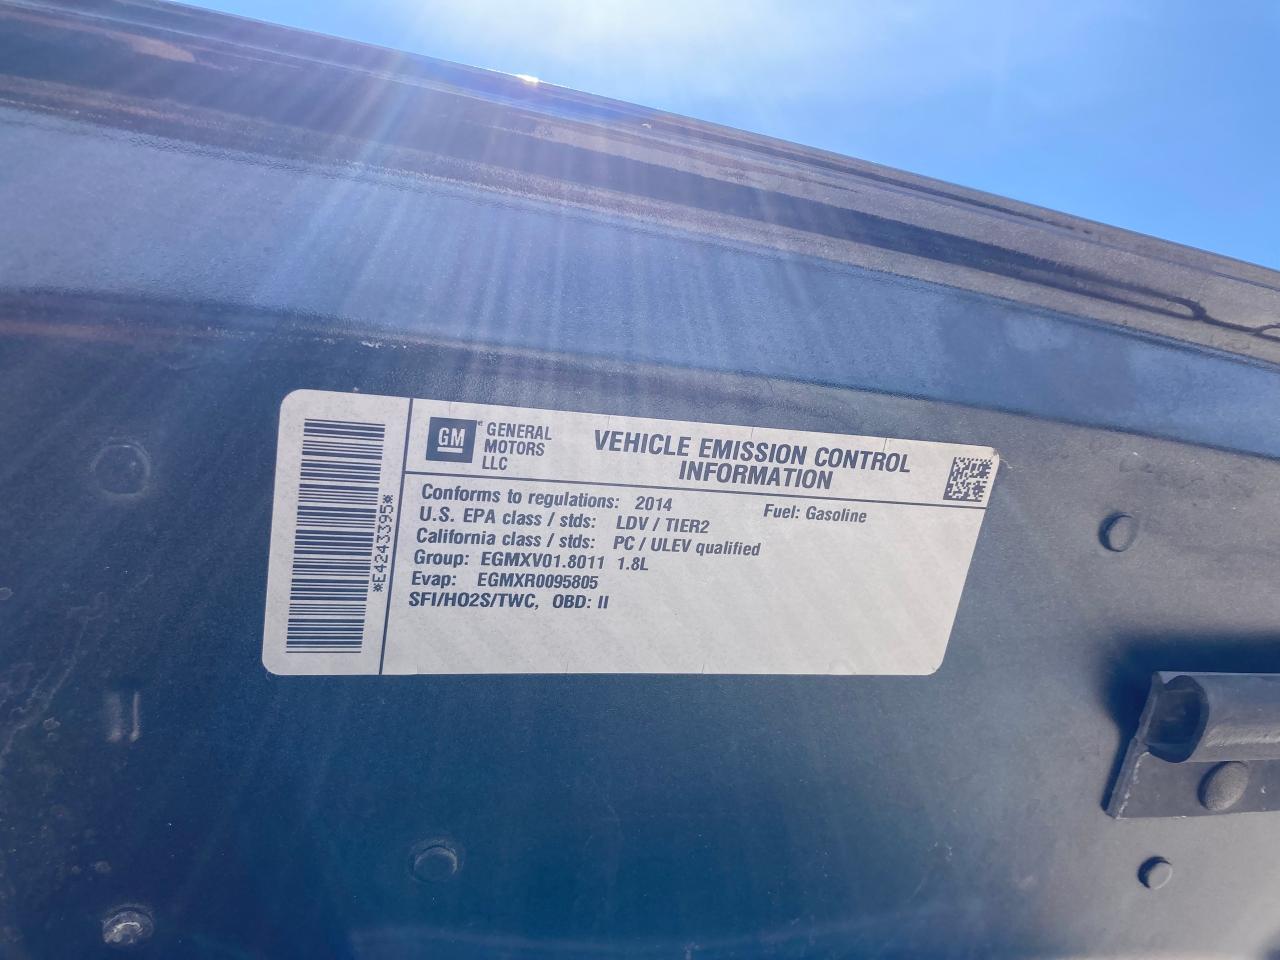 GM GENERAL
MOTORS
LLC
VEHICLE EMISSION CONTROL
INFORMATION
Conforms to regulations: 2014 Fuel: Gasoline
U.S. EPA class / stds: LDV / TIER2
California class / stds: PC / ULEV qualified
Group: EGMXV01.8011 1.8L
Evap: EGMXR0095805
SFI/HO2S/TWC, OBD: II
*E243395*